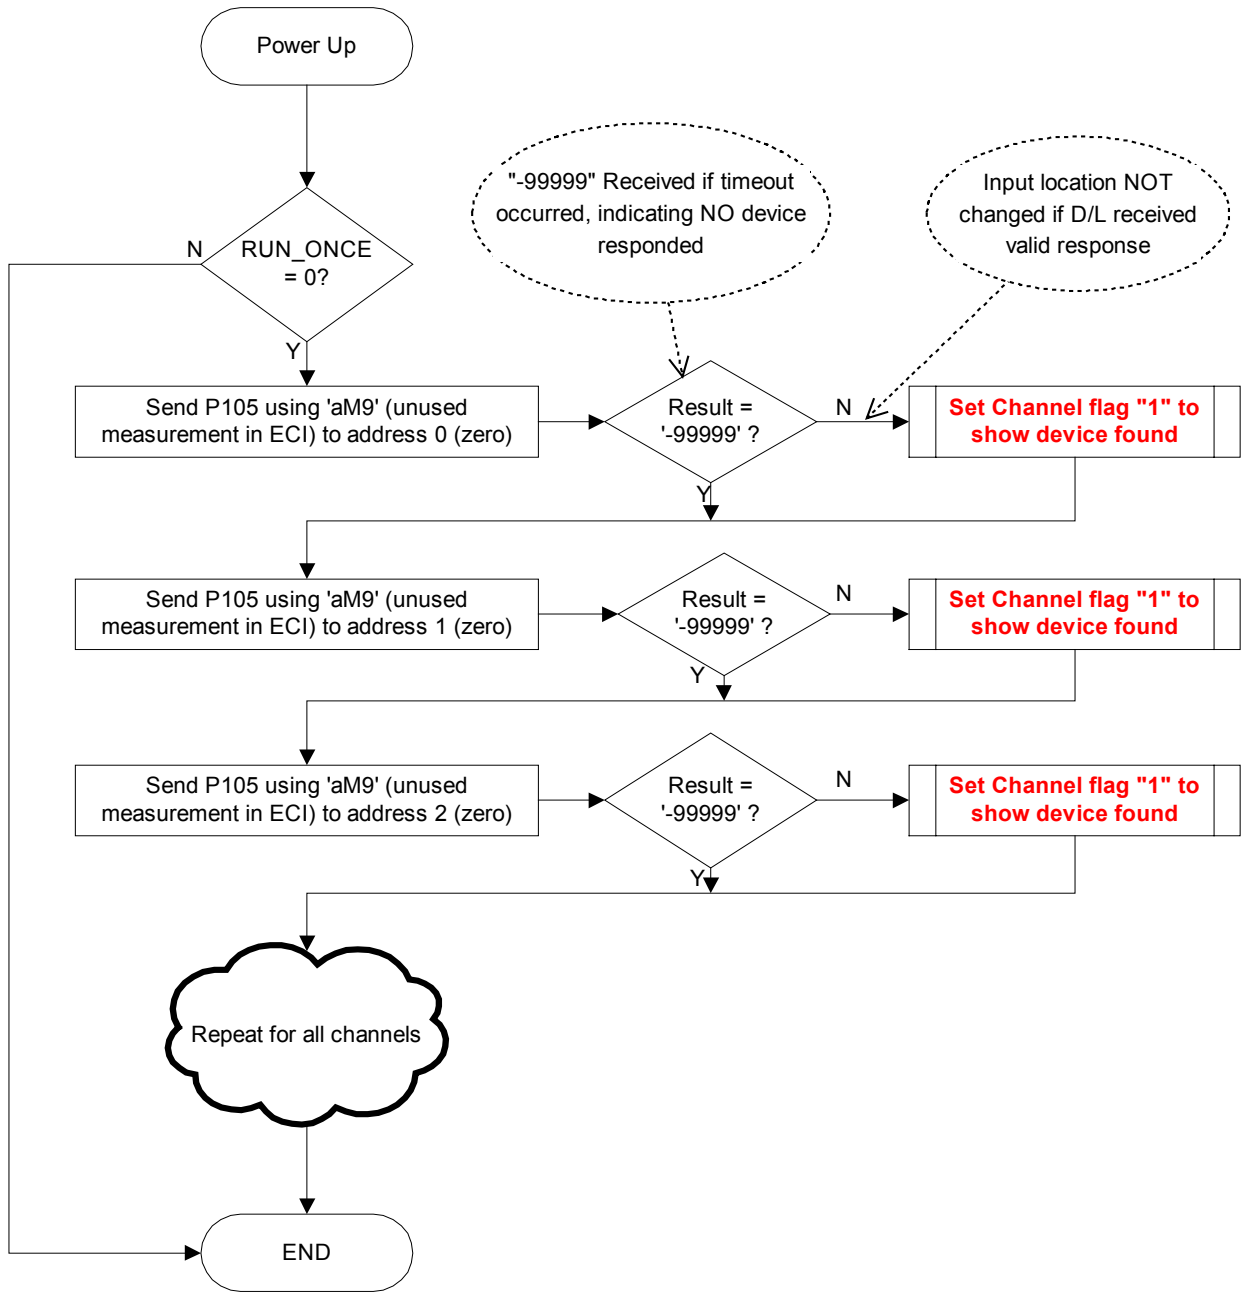 Power Up
"-99999" Received if timeout
occurred, indicating NO device
responded
Input location NOT
changed if D/L received
valid response
N
RUN_ONCE
= 0?
Y
Send P105 using 'aM9' (unused
measurement in ECI) to address 0 (zero)
Result =
'-99999' ?
N
Set Channel flag "1" to
show device found
Y
Send P105 using 'aM9' (unused
measurement in ECI) to address 1 (zero)
Result =
'-99999' ?
N
Set Channel flag "1" to
show device found
Y
Send P105 using 'aM9' (unused
measurement in ECI) to address 2 (zero)
Result =
'-99999' ?
N
Set Channel flag "1" to
show device found
Y
Repeat for all channels
END